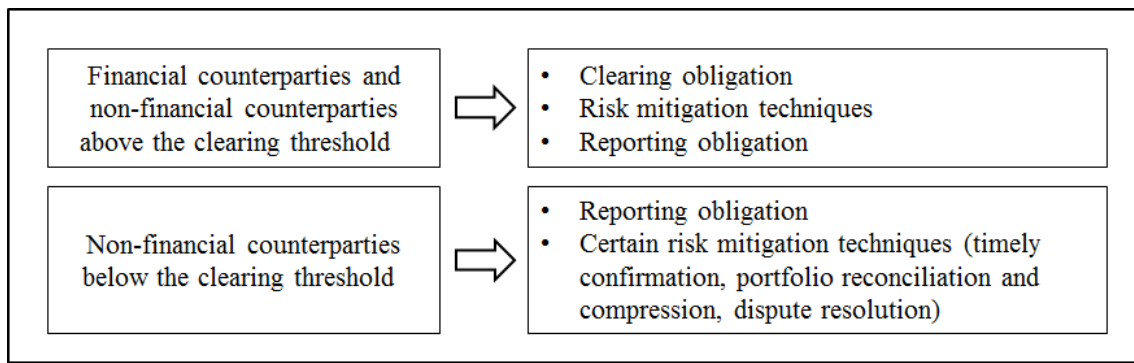 Financial counterparties and
non-financial counterparties
above the clearing threshold
• Clearing obligation
• Risk mitigation techniques
• Reporting obligation
Non-financial counterparties
below the clearing threshold
• Reporting obligation
• Certain risk mitigation techniques (timely
confirmation, portfolio reconciliation and
compression, dispute resolution)